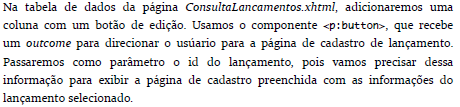 Na tabela de dados da página ConsultaLancamentos.xhtml, adicionaremos uma
coluna com um botão de edição. Usamos o componente <p:button>, que recebe
um outcome para direcionar o usúario para a página de cadastro de lançamento.
Passaremos como parâmetro o id do lançamento, pois vamos precisar dessa
informação para exibir a página de cadastro preenchida com as informações do
lançamento selecionado.